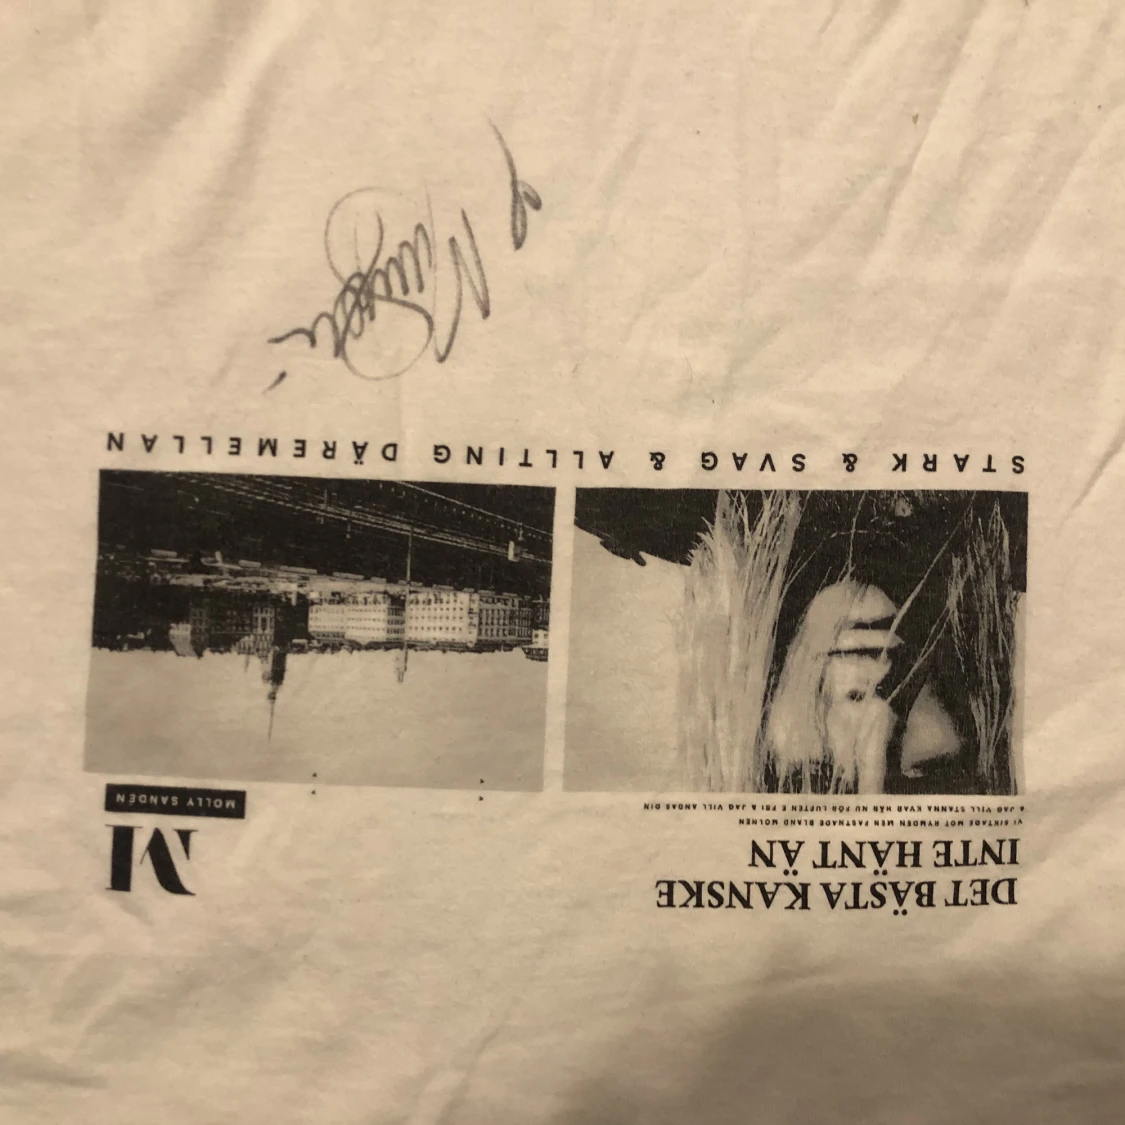 DET BÄSTA KANSKE
INTE HÄNT ÄN
VI SIKTADE MOT RYMDEN MEN FASTNADE BLAND MOLNEN
& JAG VILL STANNA KVAR HÄR NU FÖR LUFTEN E FRI & JAG VILL ANDAS DIN
M
MOLLY SANDÉN
STARK & SVAG & ALLTING DÄREMELLAN